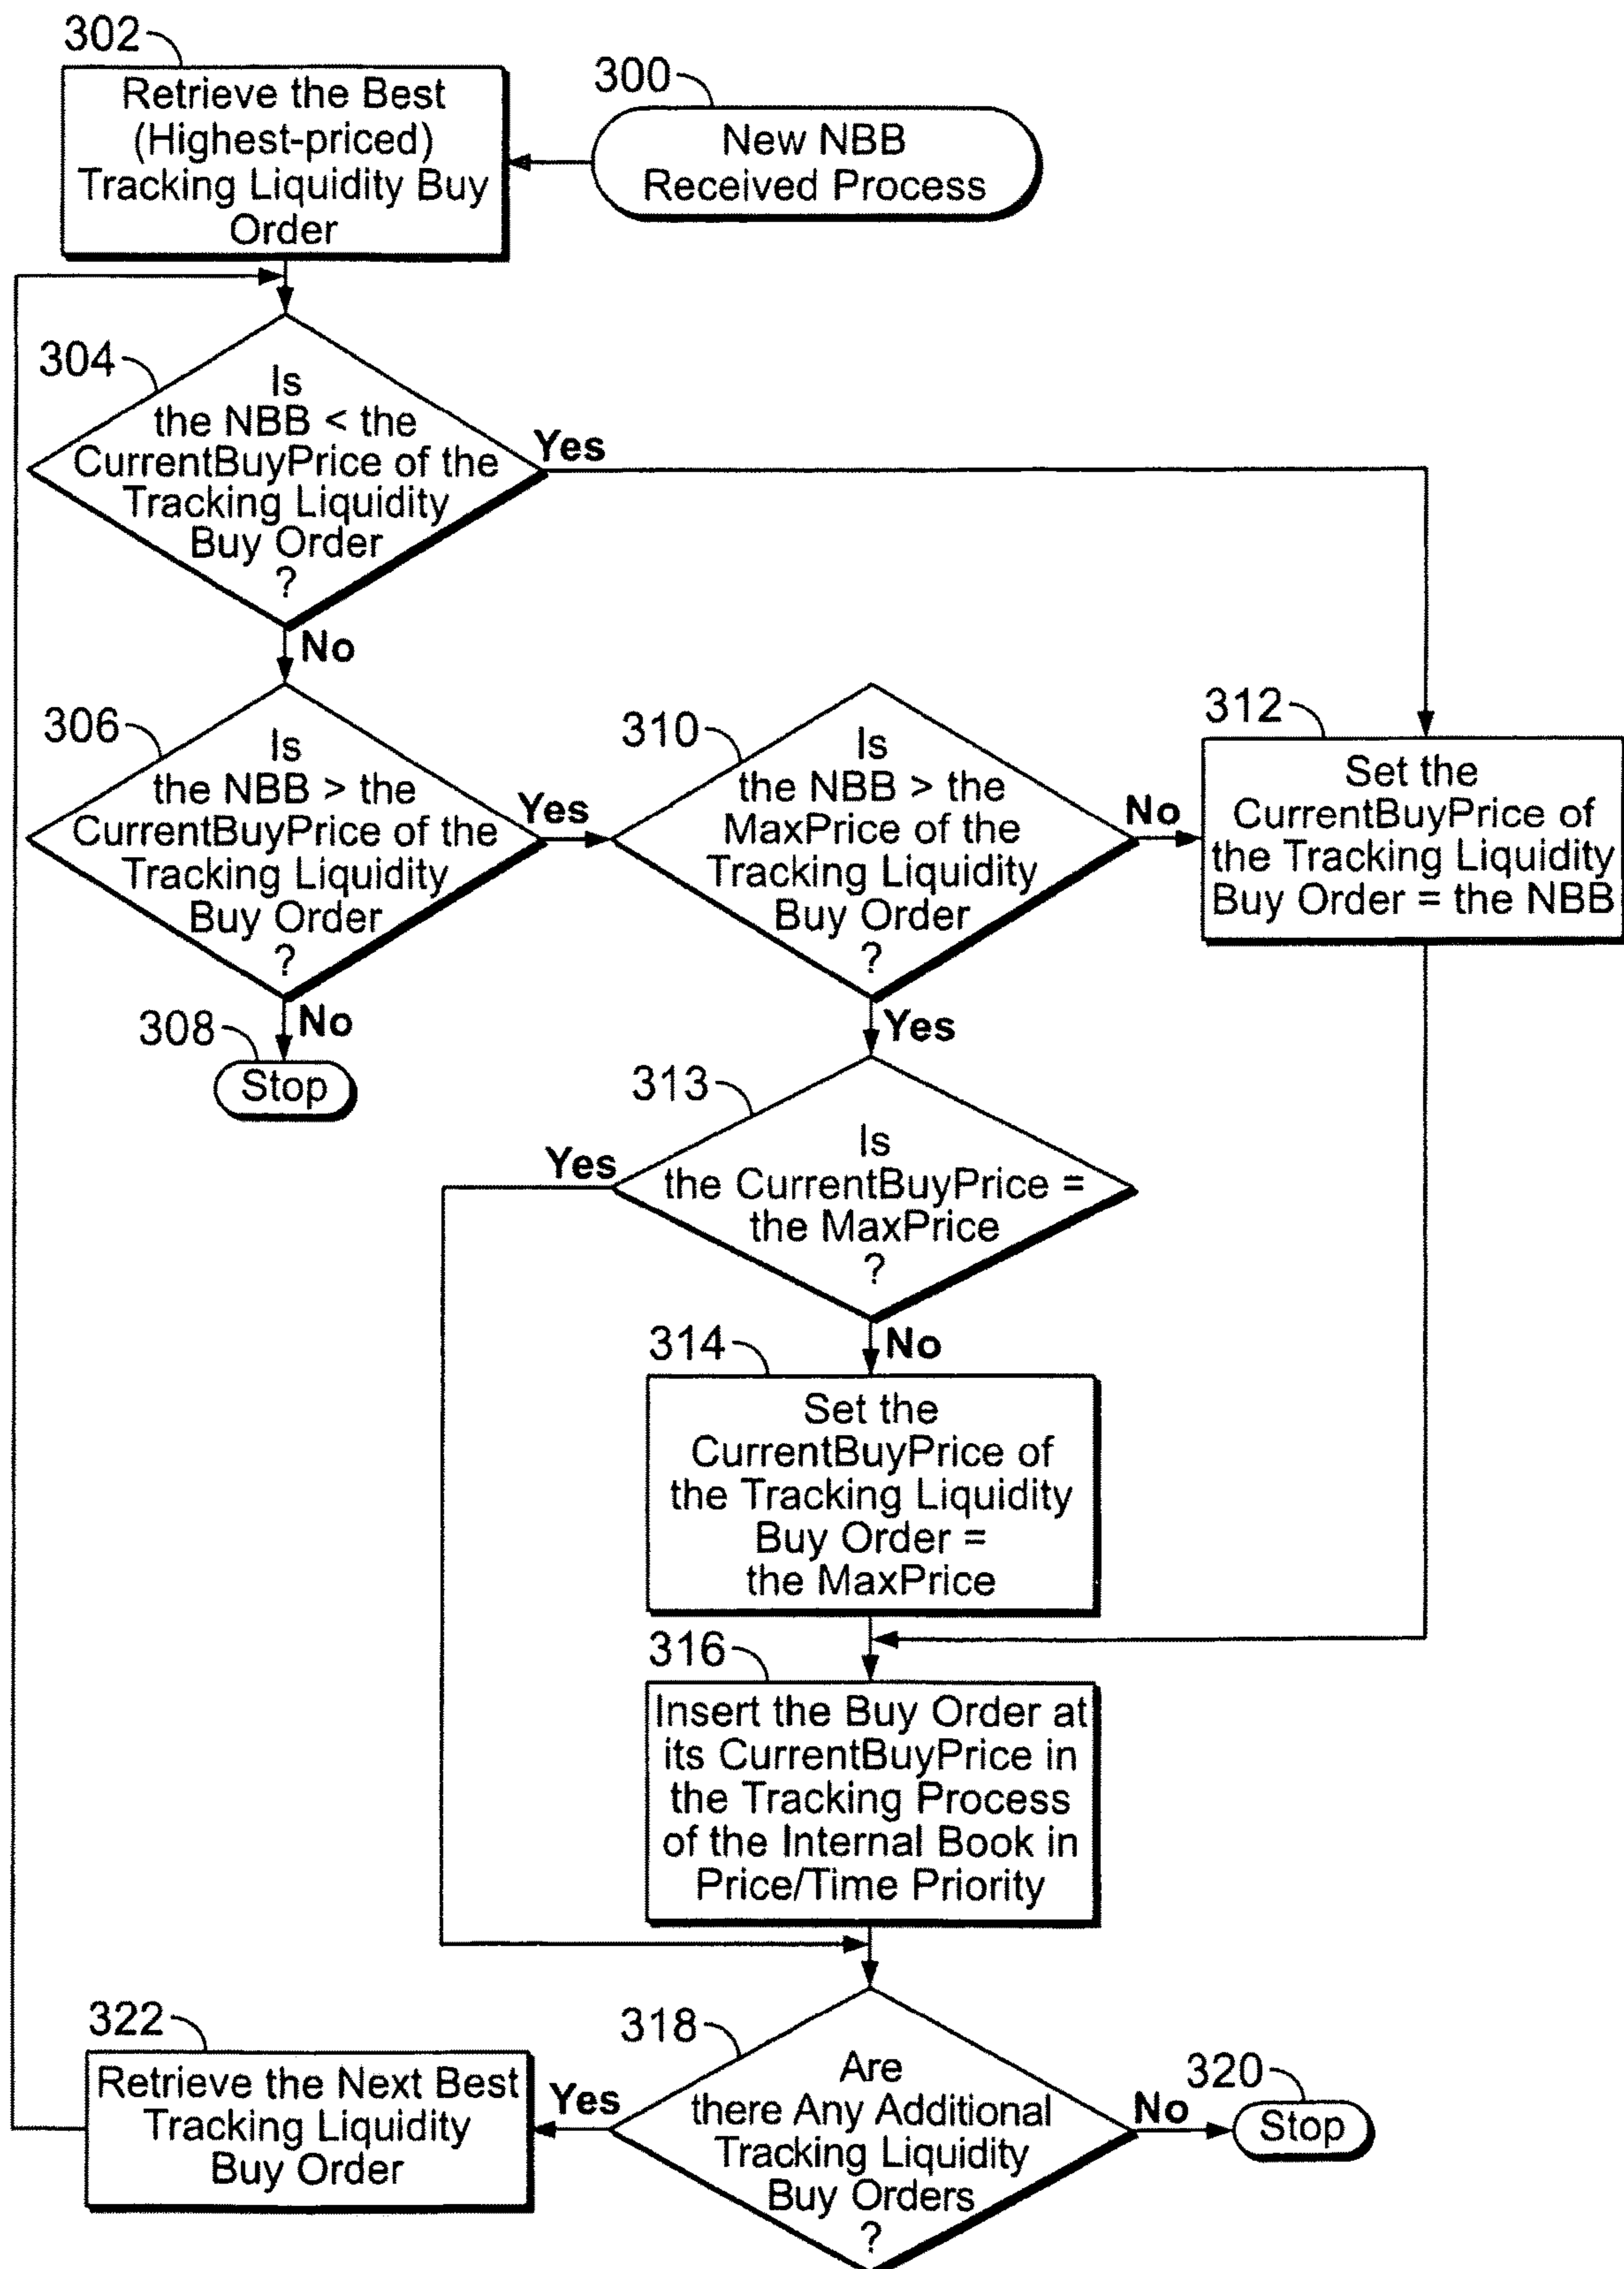 302
Retrieve the Best
(Highest-priced)
Tracking Liquidity Buy
Order
300
New NBB
Received Process
304
Is
the NBB < the
CurrentBuyPrice of the
Tracking Liquidity
Buy Order
?
Yes
No
306
Is
the NBB > the
CurrentBuyPrice of the
Tracking Liquidity
Buy Order
?
Yes
No
308
Stop
310
Is
the NBB > the
MaxPrice of the
Tracking Liquidity
Buy Order
?
No
Yes
312
Set the
CurrentBuyPrice of
the Tracking Liquidity
Buy Order = the NBB
313
Is
the CurrentBuyPrice =
the MaxPrice
?
Yes
No
314
Set the
CurrentBuyPrice of
the Tracking Liquidity
Buy Order =
the MaxPrice
316
Insert the Buy Order at
its CurrentBuyPrice in
the Tracking Process
of the Internal Book in
Price/Time Priority
318
Are
there Any Additional
Tracking Liquidity
Buy Orders
?
No
320
Stop
Yes
322
Retrieve the Next Best
Tracking Liquidity
Buy Order